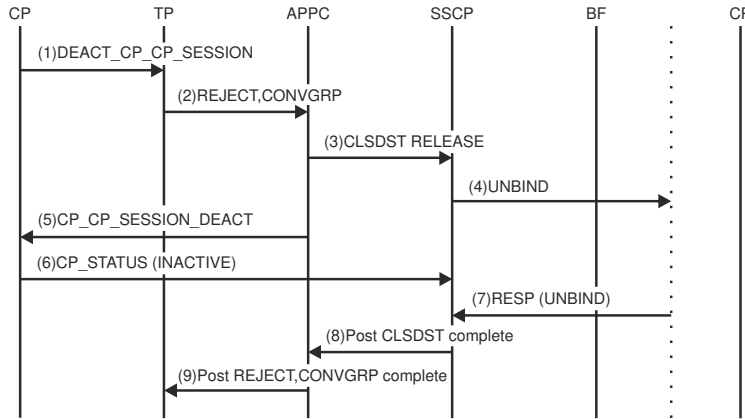 CP TP APPC SSCP BF CP
(1)DEACT_CP_CP_SESSION
(2)REJECT,CONVGRP
(3)CLSDST RELEASE
(4)UNBIND
(5)CP_CP_SESSION_DEACT
(6)CP_STATUS (INACTIVE)
(7)RESP (UNBIND)
(8)Post CLSDST complete
(9)Post REJECT,CONVGRP complete